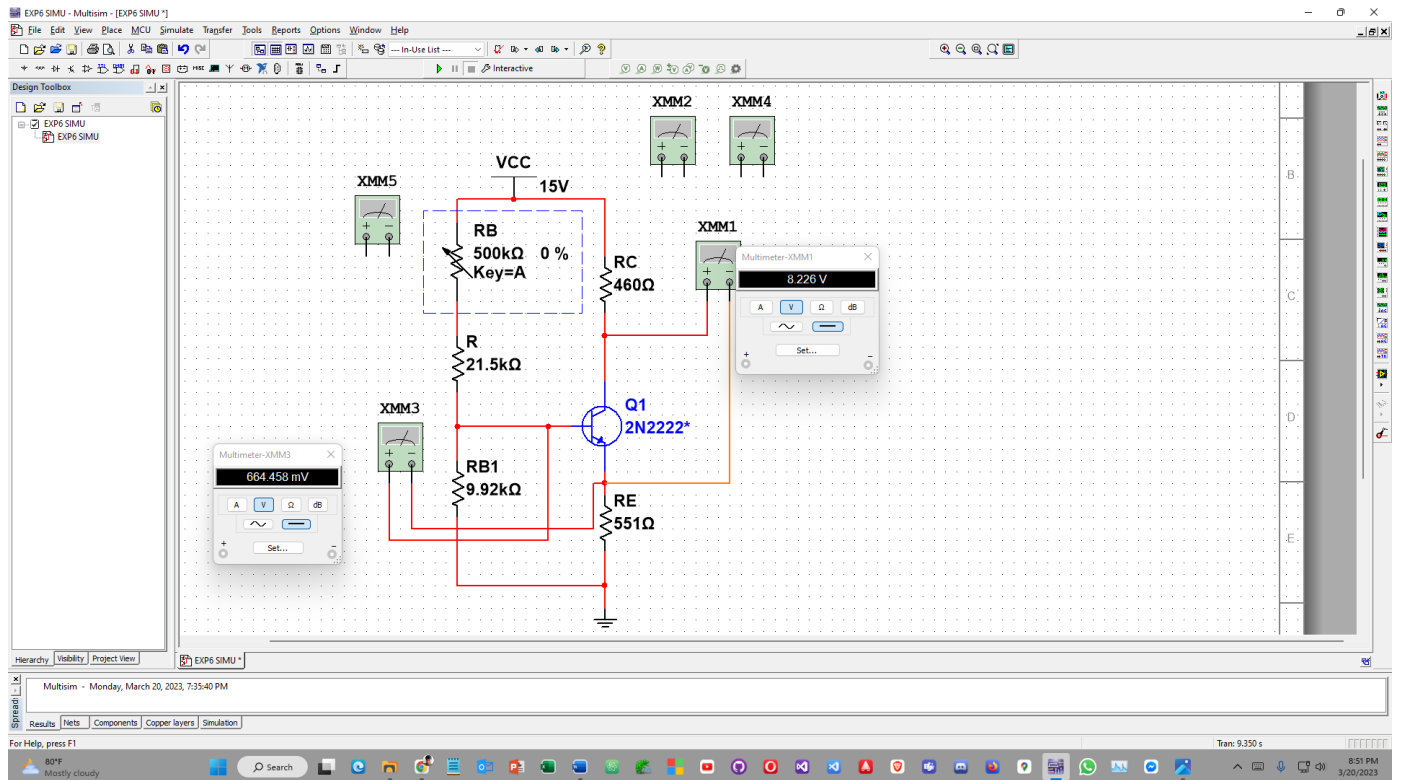 EXP6 SIMU - Multisim - [EXP6 SIMU *]
File Edit View Place MCU Simulate Transfer Tools Reports Options Window Help
--- In-Use List ---
Interactive
Design Toolbox
EXP6 SIMU
EXP6 SIMU
XMM2 XMM4
VCC
15V
XMM5
B
RB
500kΩ 0 %
Key=A
XMM1
Multimeter-XMM1
8.226 V
A V Ω dB
Set...
+ -
RC
460Ω
C
R
21.5kΩ
XMM3
Q1
2N2222*
D
Multimeter-XMM3
664.458 mV
A V Ω dB
Set...
+ -
RB1
9.92kΩ
RE
551Ω
E
Hierarchy Visibility Project View
EXP6 SIMU *
Multisim - Monday, March 20, 2023, 7:35:40 PM
Results Nets Components Copper layers Simulation
For Help, press F1
Tran: 9.350 s
80°F
Mostly cloudy
Search
8:51 PM
3/20/2023